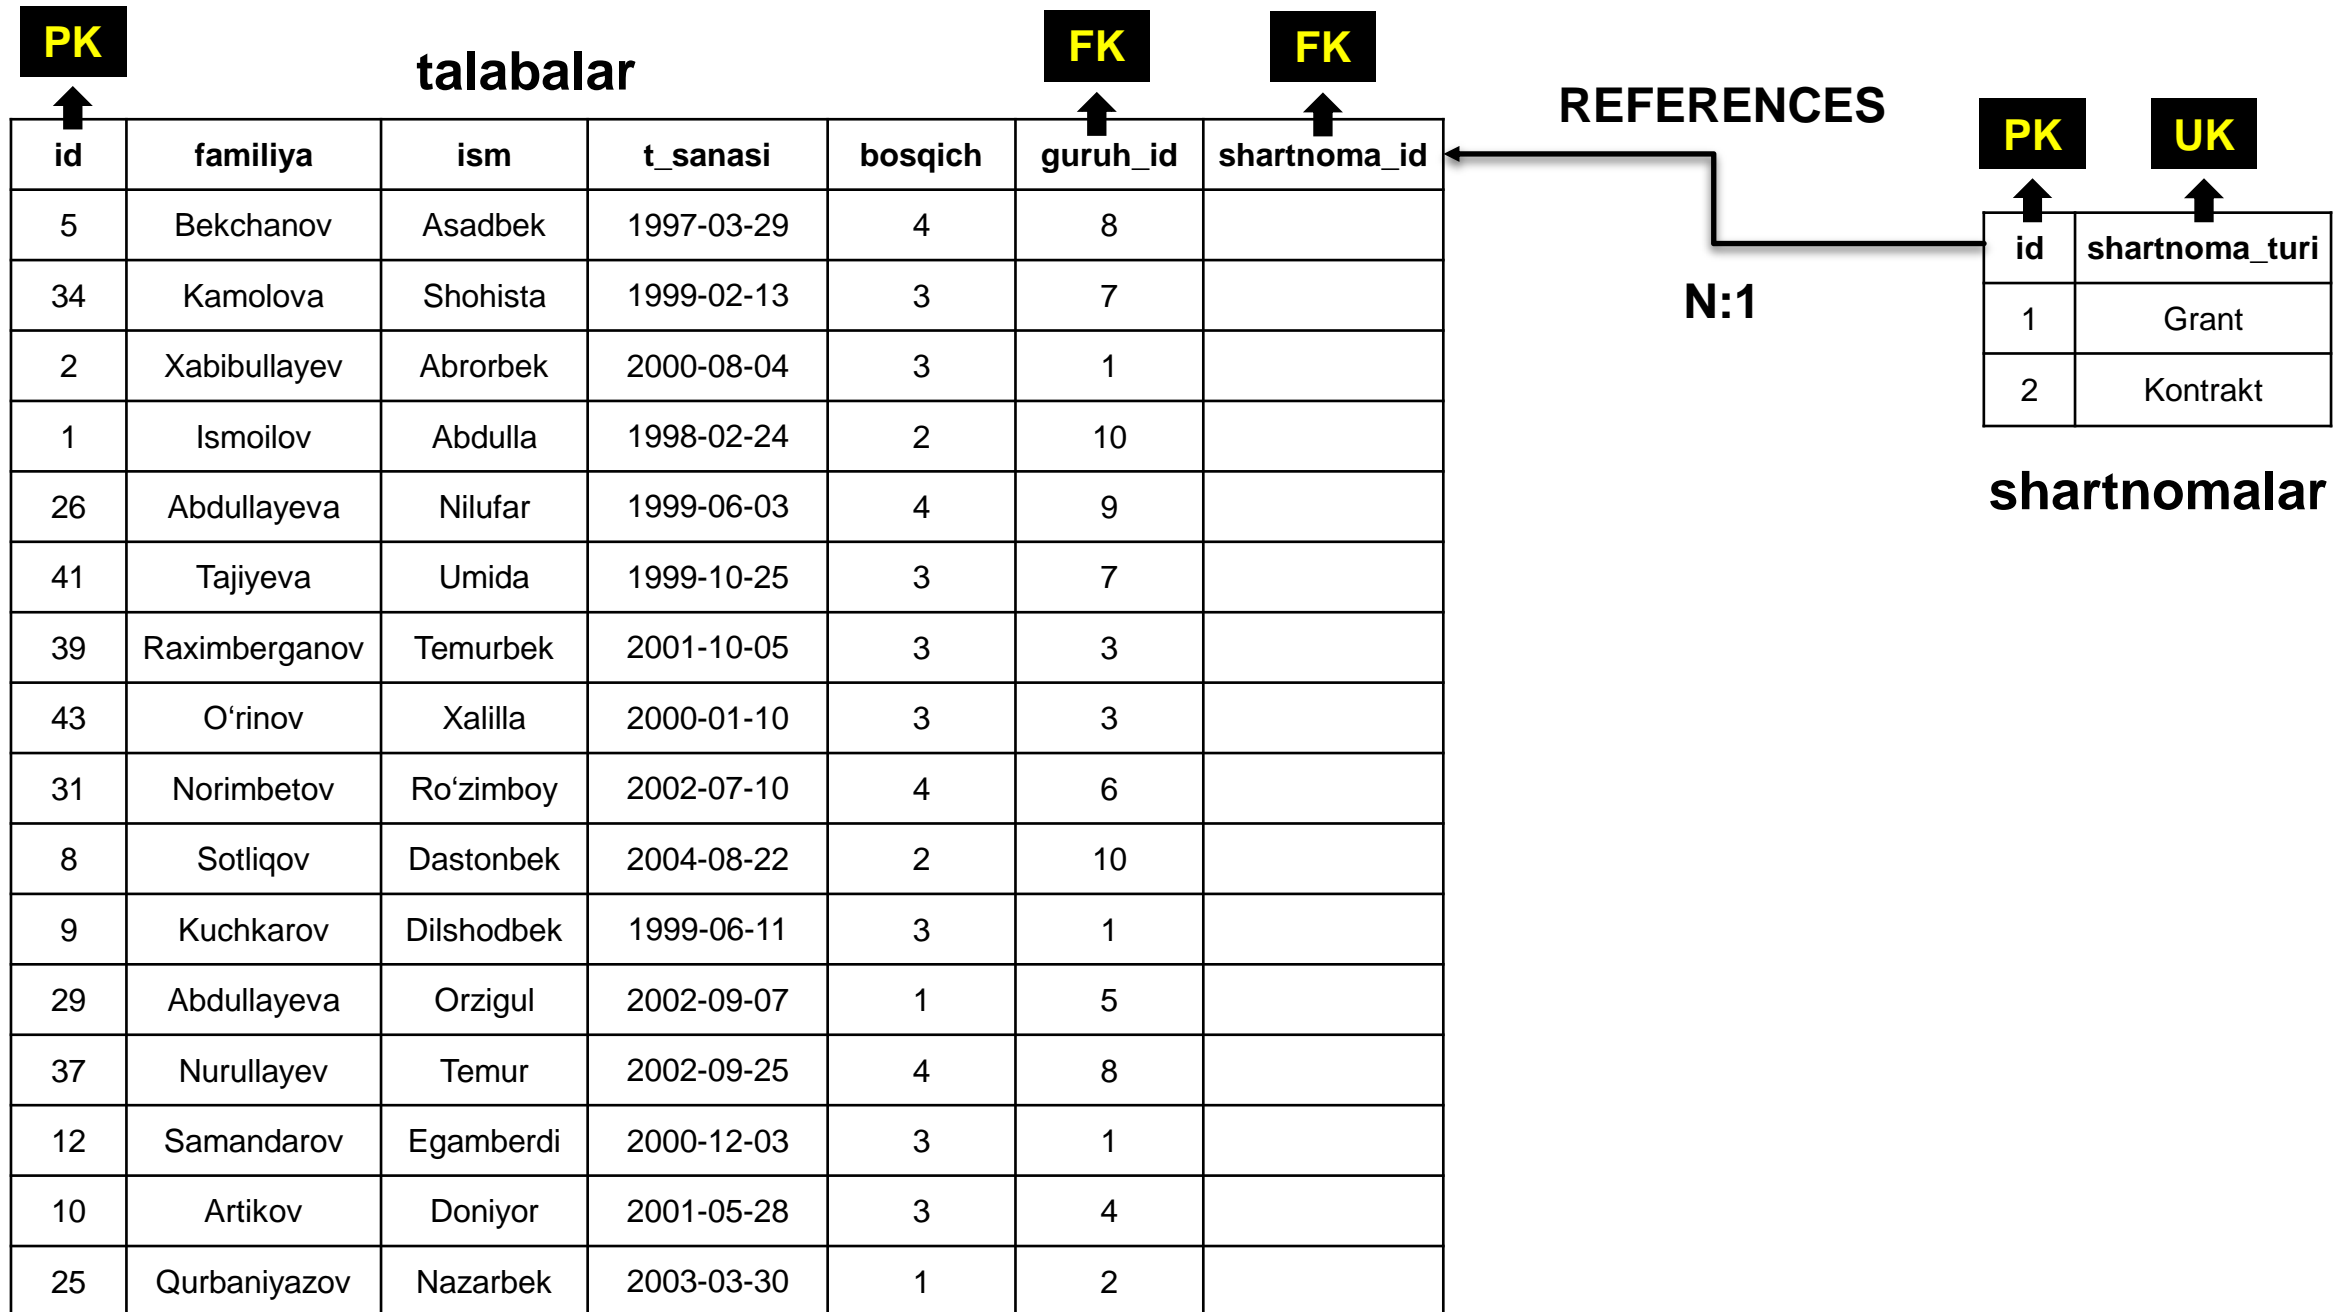 PK
talabalar
FK
FK
REFERENCES
PK
UK
id familiya ism t_sanasi bosqich guruh_id shartnoma_id
5 Bekchanov Asadbek 1997-03-29 4 8
34 Kamolova Shohista 1999-02-13 3 7
2 Xabibullayev Abrorbek 2000-08-04 3 1
1 Ismoilov Abdulla 1998-02-24 2 10
26 Abdullayeva Nilufar 1999-06-03 4 9
41 Tajiyeva Umida 1999-10-25 3 7
39 Raximberganov Temurbek 2001-10-05 3 3
43 O‘rinov Xalilla 2000-01-10 3 3
31 Norimbetov Ro‘zimboy 2002-07-10 4 6
8 Sotliqov Dastonbek 2004-08-22 2 10
9 Kuchkarov Dilshodbek 1999-06-11 3 1
29 Abdullayeva Orzigul 2002-09-07 1 5
37 Nurullayev Temur 2002-09-25 4 8
12 Samandarov Egamberdi 2000-12-03 3 1
10 Artikov Doniyor 2001-05-28 3 4
25 Qurbaniyazov Nazarbek 2003-03-30 1 2
N:1
id shartnoma_turi
1 Grant
2 Kontrakt
shartnomalar